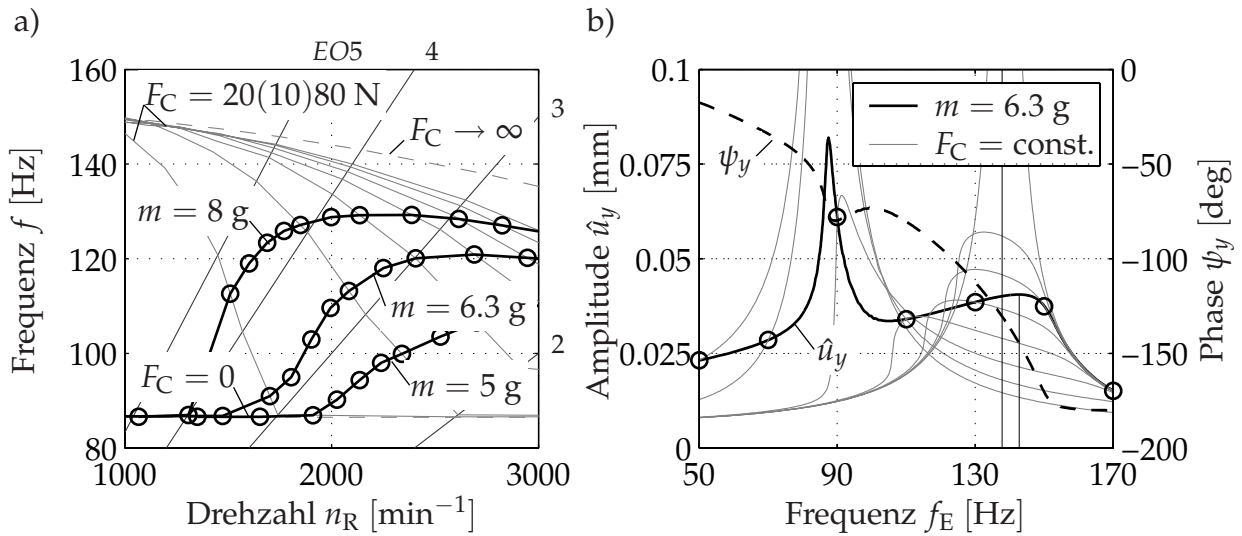 a)
EO5 4
160
140
120
100
80
Frequenz f [Hz]
F_C = 20(10)80 N
F_C → ∞
m = 8 g
m = 6.3 g
F_C = 0
m = 5 g
3
2
1000 2000 3000
Drehzahl n_R [min⁻¹]
b)
0.1
0.075
0.05
0.025
0
Amplitude û_y [mm]
m = 6.3 g
F_C = const.
ψ_y
û_y
0
−50
−100
−150
−200
Phase ψ_y [deg]
50 90 130 170
Frequenz f_E [Hz]